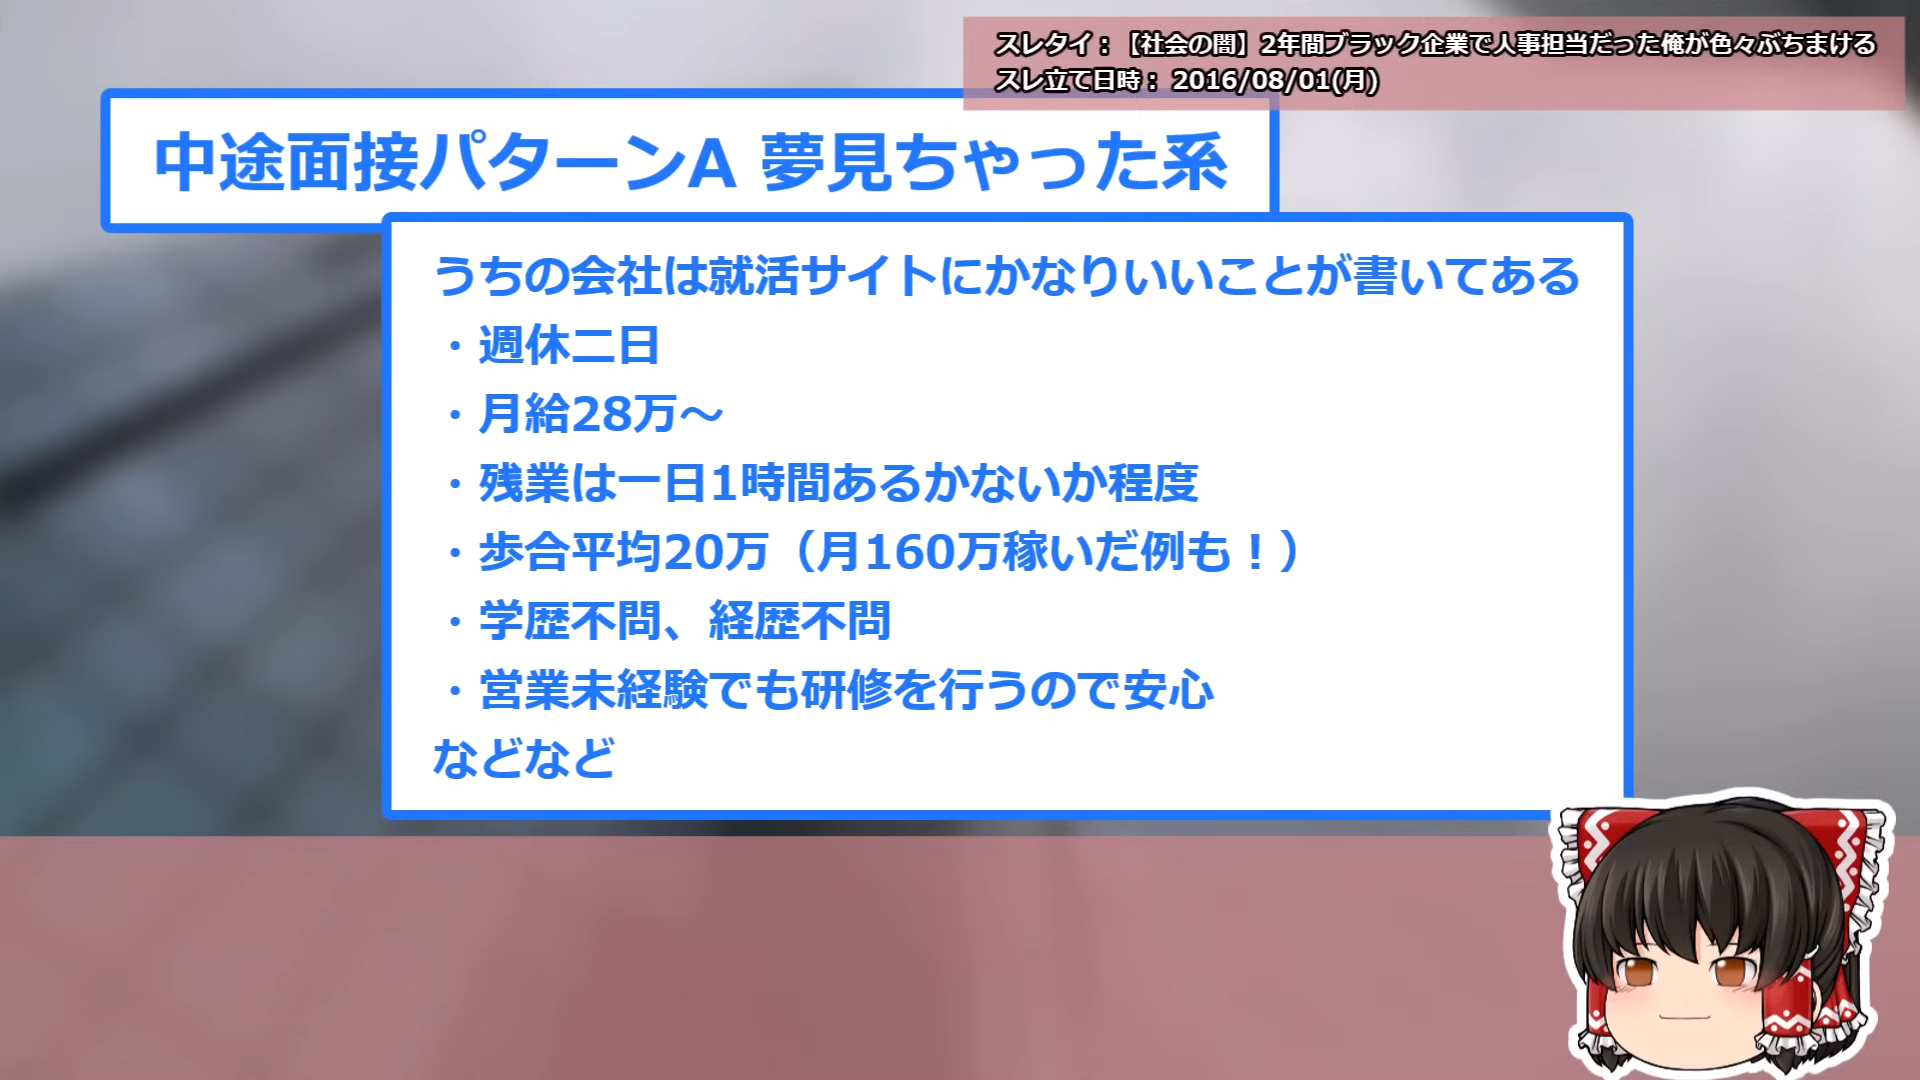 スレタイ：【社会の闇】2年間ブラック企業で人事担当だった俺が色々ぶちまける
スレ立て日時： 2016/08/01(月)
中途面接パターンA 夢見ちゃった系
うちの会社は就活サイトにかなりいいことが書いてある
・週休二日
・月給28万～
・残業は一日1時間あるかないか程度
・歩合平均20万（月160万稼いだ例も！）
・学歴不問、経歴不問
・営業未経験でも研修を行うので安心
などなど